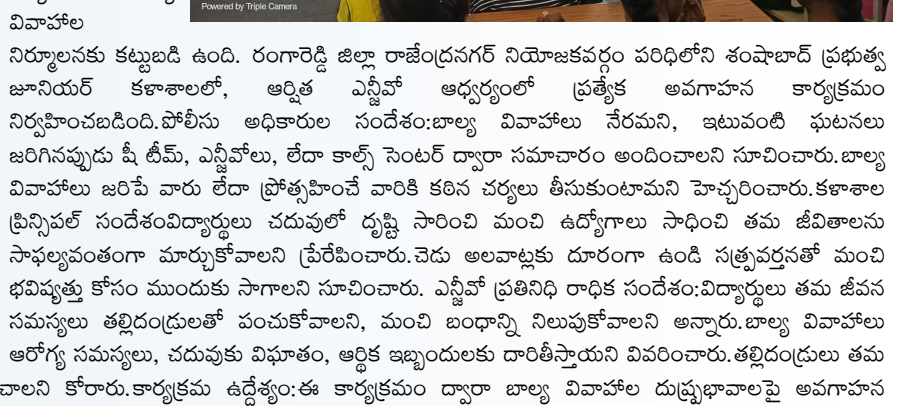 Powered by Triple Camera
వివాహాల
నిర్మూలనకు కట్టుబడి ఉంది. రంగారెడ్డి జిల్లా రాజేంద్రనగర్ నియోజకవర్గం పరిధిలోని శంషాబాద్ ప్రభుత్వ
జూనియర్ కళాశాలలో, ఆర్షిత ఎన్జీవో ఆధ్వర్యంలో ప్రత్యేక అవగాహన కార్యక్రమం
నిర్వహించబడింది.పోలీసు అధికారుల సందేశం:బాల్య వివాహాలు నేరమని, ఇటువంటి ఘటనలు
జరిగినప్పుడు షీ టీమ్, ఎన్జీవోలు, లేదా కాల్స్ సెంటర్ ద్వారా సమాచారం అందించాలని సూచించారు.బాల్య
వివాహాలు జరిపే వారు లేదా ప్రోత్సహించే వారికి కఠిన చర్యలు తీసుకుంటామని హెచ్చరించారు.కళాశాల
ప్రిన్సిపల్ సందేశంవిద్యార్థులు చదువులో దృష్టి సారించి మంచి ఉద్యోగాలు సాధించి తమ జీవితాలను
సాఫల్యవంతంగా మార్చుకోవాలని ప్రేరేపించారు.చెడు అలవాట్లకు దూరంగా ఉండి సత్ప్రవర్తనతో మంచి
భవిష్యత్తు కోసం ముందుకు సాగాలని సూచించారు. ఎన్జీవో ప్రతినిధి రాధిక సందేశం:విద్యార్థులు తమ జీవన
సమస్యలు తల్లిదండ్రులతో పంచుకోవాలని, మంచి బంధాన్ని నిలుపుకోవాలని అన్నారు.బాల్య వివాహాలు
ఆరోగ్య సమస్యలు, చదువుకు విఘాతం, ఆర్థిక ఇబ్బందులకు దారితీస్తాయని వివరించారు.తల్లిదండ్రులు తమ
చాలని కోరారు.కార్యక్రమ ఉద్దేశ్యం:ఈ కార్యక్రమం ద్వారా బాల్య వివాహాల దుష్ప్రభావాలపై అవగాహన